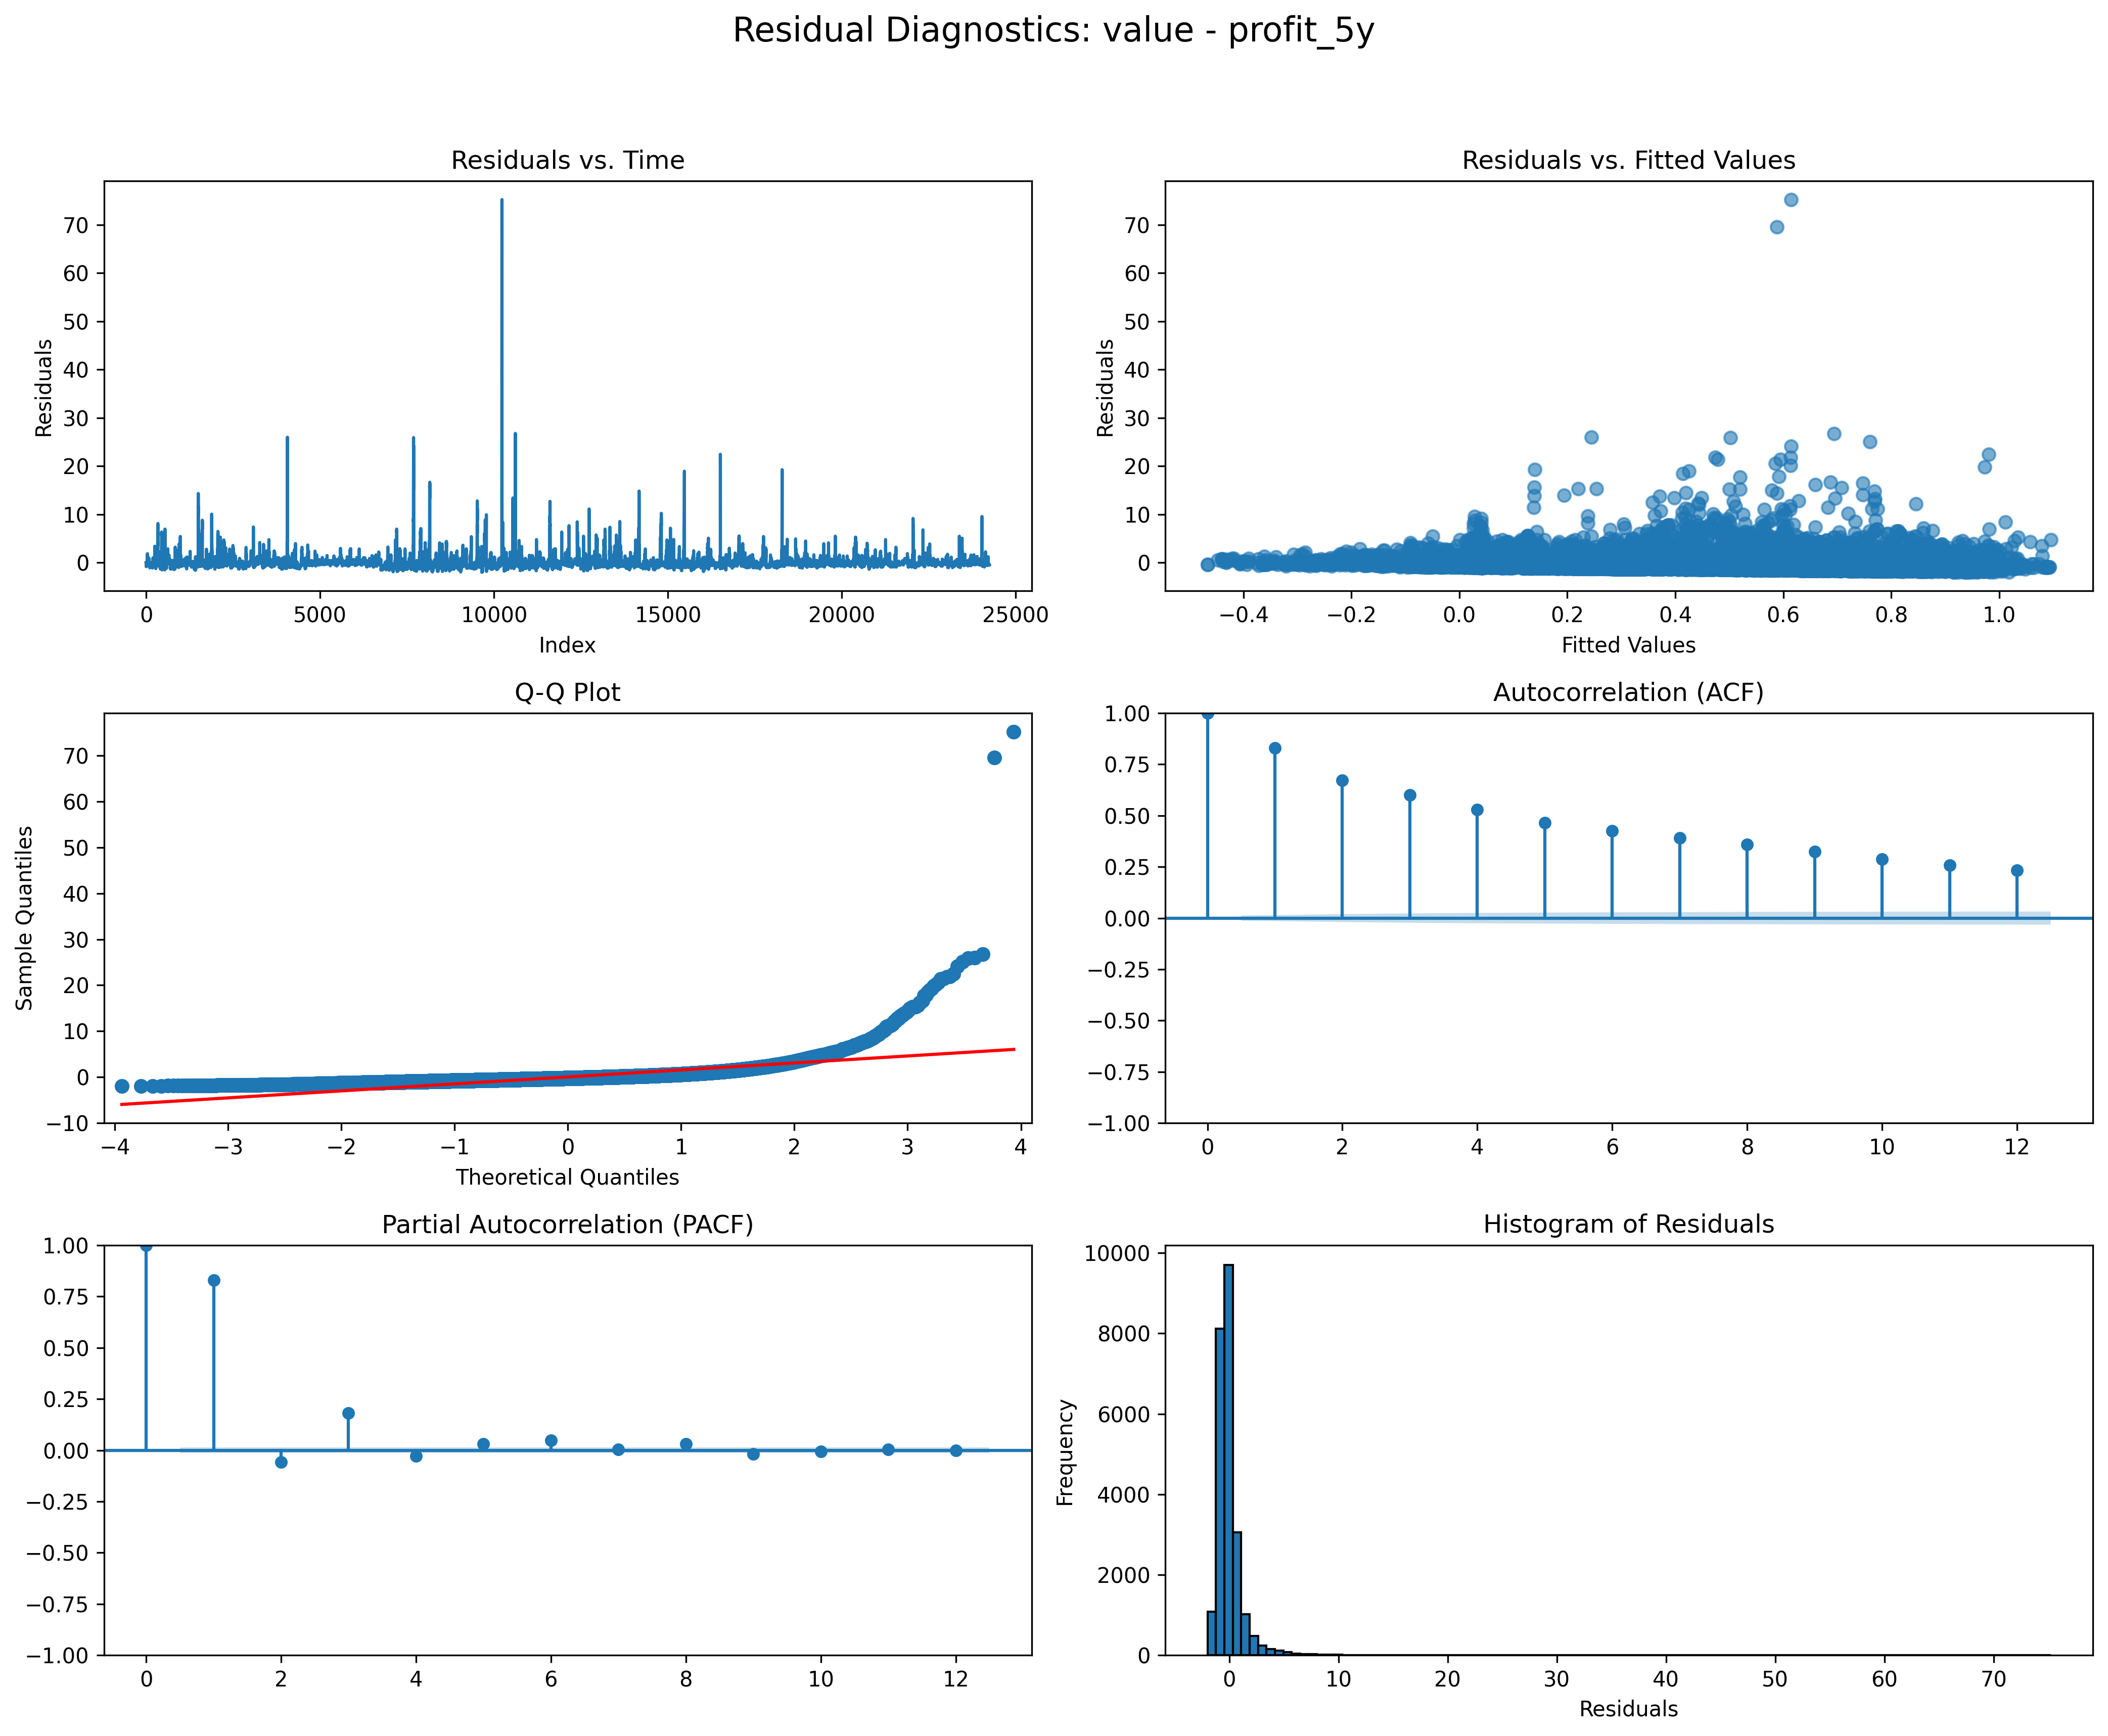 Residual Diagnostics: value - profit_5y
Residuals vs. Time
Residuals
70
60
50
40
30
20
10
0
0 5000 10000 15000 20000 25000
Index
Residuals vs. Fitted Values
Residuals
70
60
50
40
30
20
10
0
−0.4 −0.2 0.0 0.2 0.4 0.6 0.8 1.0
Fitted Values
Q-Q Plot
Sample Quantiles
70
60
50
40
30
20
10
0
−10
−4 −3 −2 −1 0 1 2 3 4
Theoretical Quantiles
Autocorrelation (ACF)
1.00
0.75
0.50
0.25
0.00
−0.25
−0.50
−0.75
−1.00
0 2 4 6 8 10 12
Partial Autocorrelation (PACF)
1.00
0.75
0.50
0.25
0.00
−0.25
−0.50
−0.75
−1.00
0 2 4 6 8 10 12
Histogram of Residuals
Frequency
10000
8000
6000
4000
2000
0
0 10 20 30 40 50 60 70
Residuals